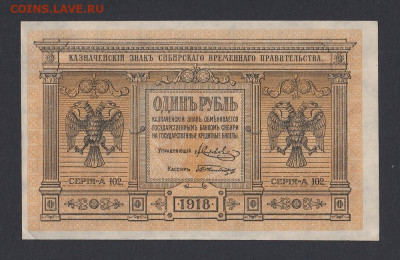 COINS.LAVE.RU
КАЗНАЧЕЙСКІЙ ЗНАКЪ СИБИРСКАГО ВРЕМЕННАГО ПРАВИТЕЛЬСТВА.
ОДИНЪ РУБЛЬ
КАЗНАЧЕЙСКІЙ ЗНАКЪ ОБМѢНИВАЕТСЯ
ГОСУДАРСТВЕННЫМЪ БАНКОМЪ СИБИРИ
НА ГОСУДАРСТВЕННЫЕ КРЕДИТНЫЕ БИЛЕТЫ.
УПРАВЛЯЮЩІЙ
КАССИРЪ
СЕРІЯ-А 102.
СЕРІЯ-А 102.
1918